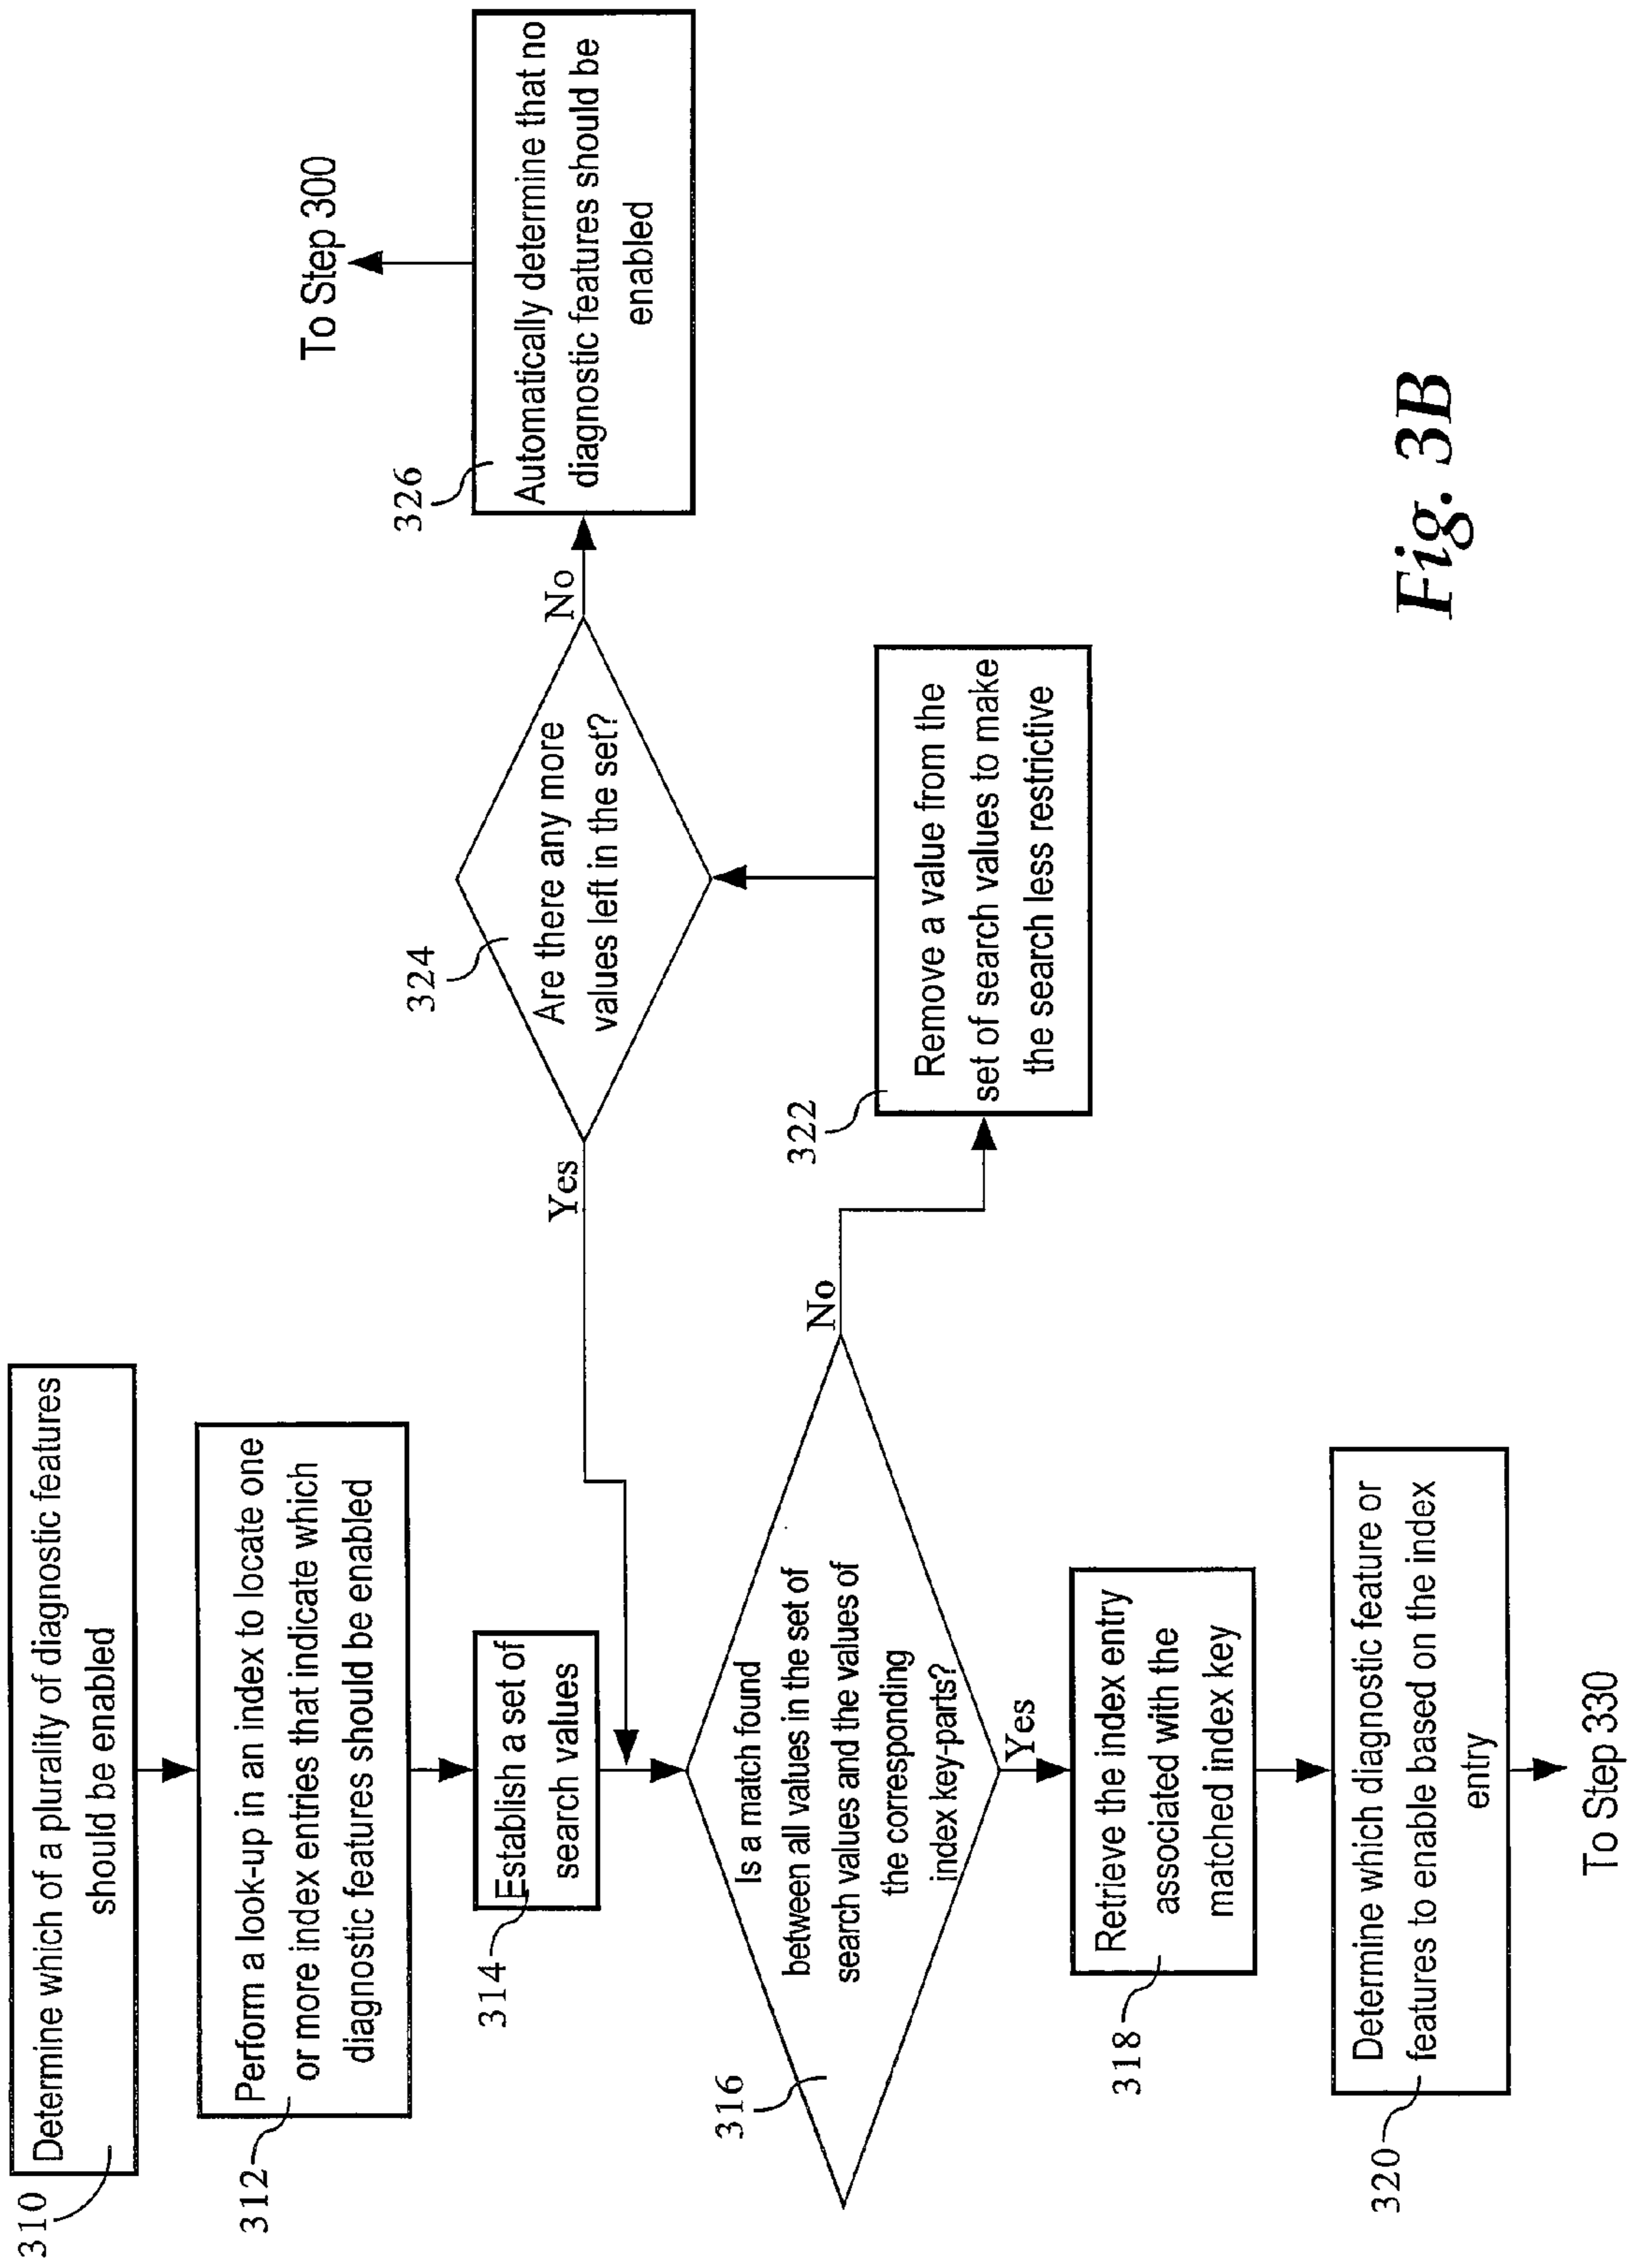 310
Determine which of a plurality of diagnostic features
should be enabled
312
Perform a look-up in an index to locate one
or more index entries that indicate which
diagnostic features should be enabled
314
Establish a set of
search values
316
Is a match found
between all values in the set of
search values and the values of
the corresponding
index key-parts?
No
Yes
318
Retrieve the index entry
associated with the
matched index key
320
Determine which diagnostic feature or
features to enable based on the index
entry
To Step 330
322
Remove a value from the
set of search values to make
the search less restrictive
324
Are there any more
values left in the set?
Yes
No
326
Automatically determine that no
diagnostic features should be
enabled
To Step 300
Fig. 3B